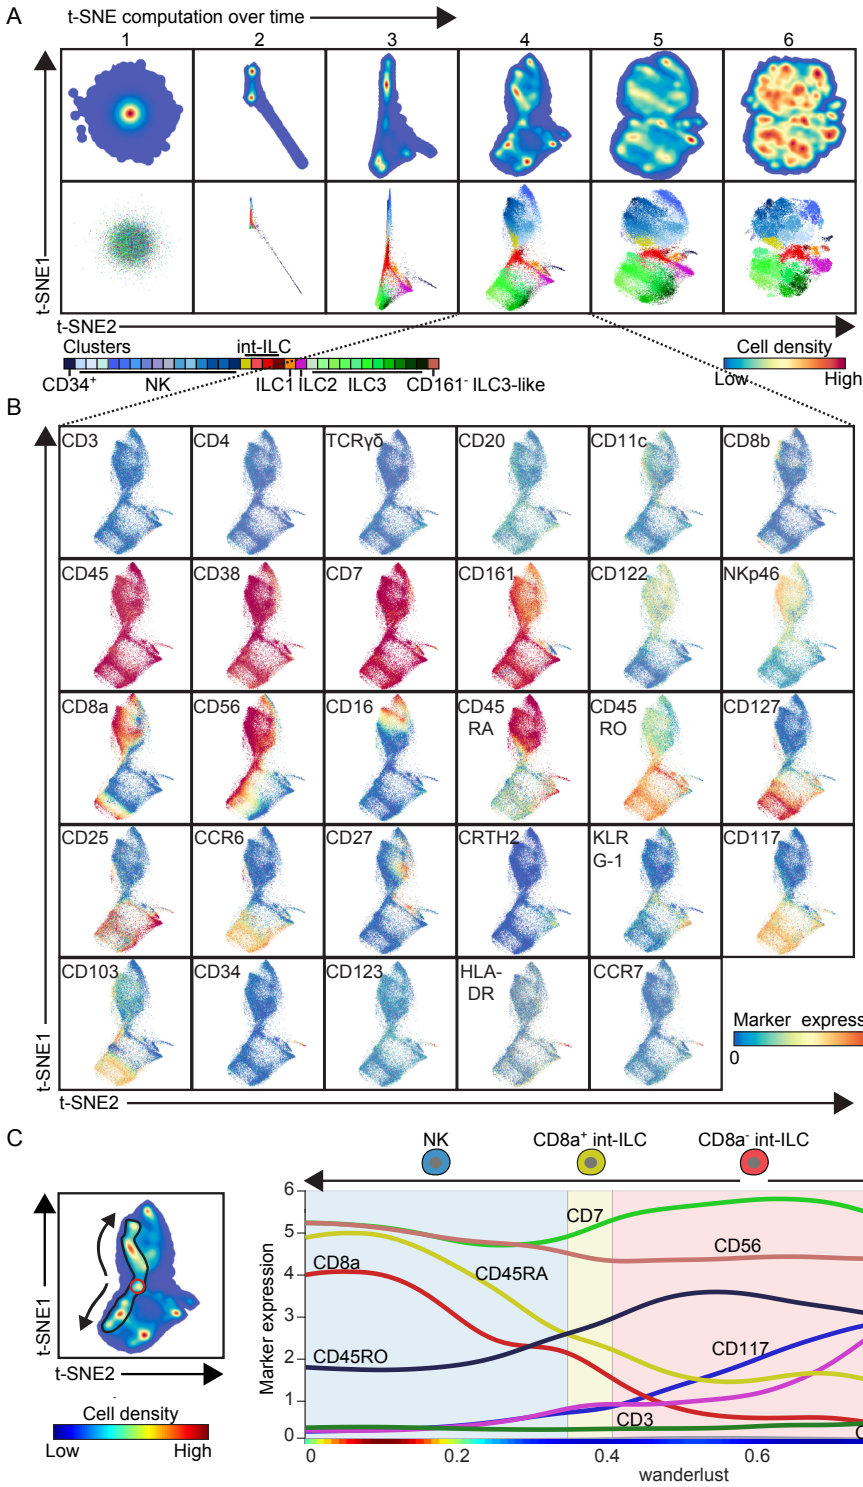 A
t-SNE computation over time
1 2 3 4 5 6
t-SNE1
t-SNE2
Clusters
int-ILC
Cell density
CD34⁺ NK ILC1 ILC2 ILC3 CD161⁻ ILC3-like
Low High
B
CD3 CD4 TCRγδ CD20 CD11c CD8b
CD45 CD38 CD7 CD161 CD122 NKp46
CD8a CD56 CD16 CD45 RA CD45 RO CD127
CD25 CCR6 CD27 CRTH2 KLR G-1 CD117
CD103 CD34 CD123 HLA-DR CCR7
Marker express
0
t-SNE1
t-SNE2
C
NK CD8a⁺ int-ILC CD8a⁻ int-ILC
t-SNE1
t-SNE2
Cell density
Low High
Marker expression
6
5
4
3
2
1
0
CD7
CD56
CD8a
CD45RA
CD45RO
CD117
CD3
C
0 0.2 0.4 0.6
wanderlust